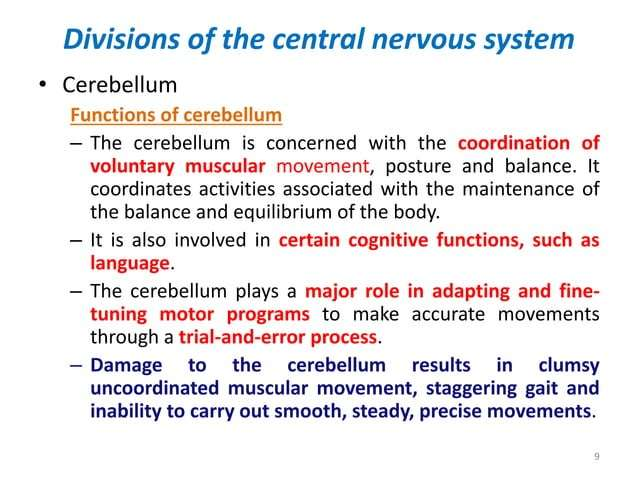 Divisions of the central nervous system
• Cerebellum
Functions of cerebellum
– The cerebellum is concerned with the coordination of
voluntary muscular movement, posture and balance. It
coordinates activities associated with the maintenance of
the balance and equilibrium of the body.
– It is also involved in certain cognitive functions, such as
language.
– The cerebellum plays a major role in adapting and fine-
tuning motor programs to make accurate movements
through a trial-and-error process.
– Damage to the cerebellum results in clumsy
uncoordinated muscular movement, staggering gait and
inability to carry out smooth, steady, precise movements.
9